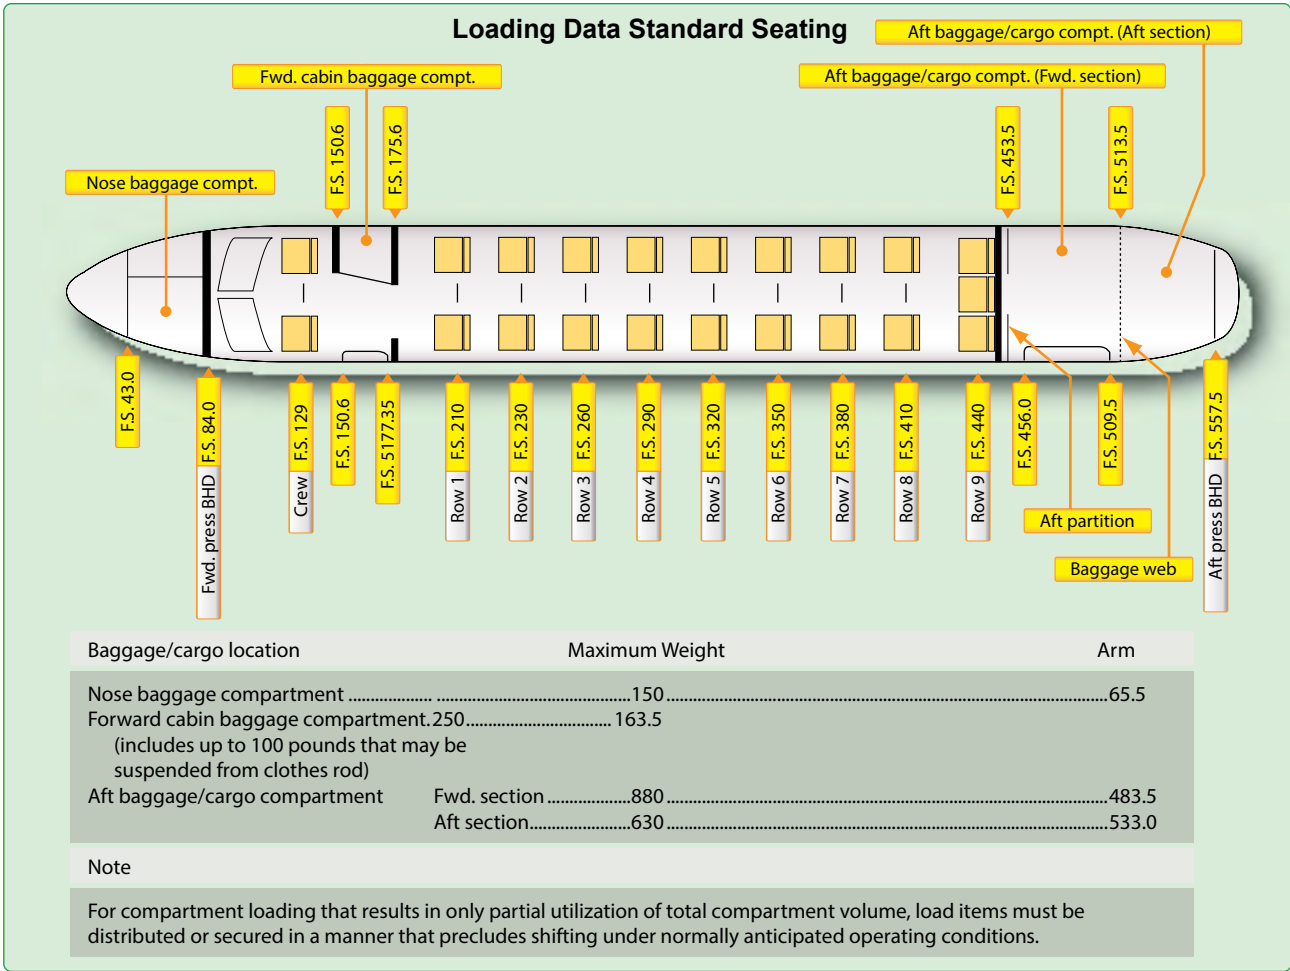 Loading Data Standard Seating
Aft baggage/cargo compt. (Aft section)
Fwd. cabin baggage compt.
Aft baggage/cargo compt. (Fwd. section)
F.S. 150.6
F.S. 175.6
F.S. 453.5
F.S. 513.5
Nose baggage compt.
F.S. 43.0
Fwd. press BHD F.S. 84.0
Crew F.S. 129
F.S. 150.6
F.S. 5177.35
Row 1 F.S. 210
Row 2 F.S. 230
Row 3 F.S. 260
Row 4 F.S. 290
Row 5 F.S. 320
Row 6 F.S. 350
Row 7 F.S. 380
Row 8 F.S. 410
Row 9 F.S. 440
F.S. 456.0
F.S. 509.5
Aft press BHD F.S. 557.5
Aft partition
Baggage web
Baggage/cargo location Maximum Weight Arm
Nose baggage compartment .................. ..........................................150....................................................................................................65.5
Forward cabin baggage compartment.250............................... 163.5
(includes up to 100 pounds that may be
suspended from clothes rod)
Aft baggage/cargo compartment Fwd. section ..................880....................................................................................................483.5
Aft section......................630....................................................................................................533.0
Note
For compartment loading that results in only partial utilization of total compartment volume, load items must be
distributed or secured in a manner that precludes shifting under normally anticipated operating conditions.